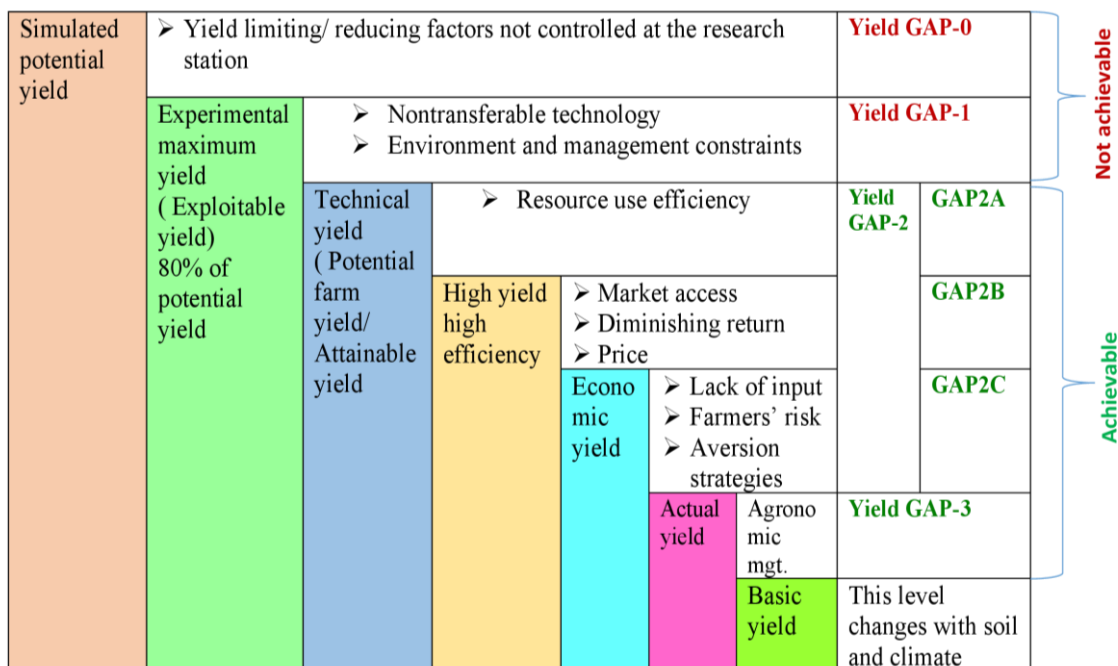 Simulated
potential
yield
➢ Yield limiting/ reducing factors not controlled at the research
station
Yield GAP-0
Experimental
maximum
yield
( Exploitable
yield)
80% of
potential
yield
➢ Nontransferable technology
➢ Environment and management constraints
Yield GAP-1
Not achievable
Technical
yield
( Potential
farm
yield/
Attainable
yield
➢ Resource use efficiency
Yield
GAP-2
GAP2A
High yield
high
efficiency
➢ Market access
➢ Diminishing return
➢ Price
GAP2B
Econo
mic
yield
➢ Lack of input
➢ Farmers’ risk
➢ Aversion
strategies
GAP2C
Achievable
Actual
yield
Agrono
mic
mgt.
Yield GAP-3
Basic
yield
This level
changes with soil
and climate